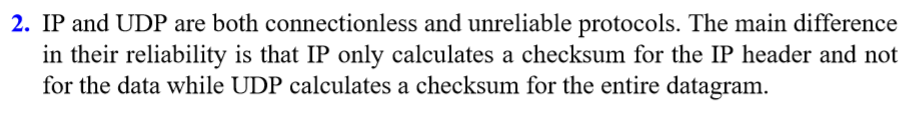 2. IP and UDP are both connectionless and unreliable protocols. The main difference
in their reliability is that IP only calculates a checksum for the IP header and not
for the data while UDP calculates a checksum for the entire datagram.